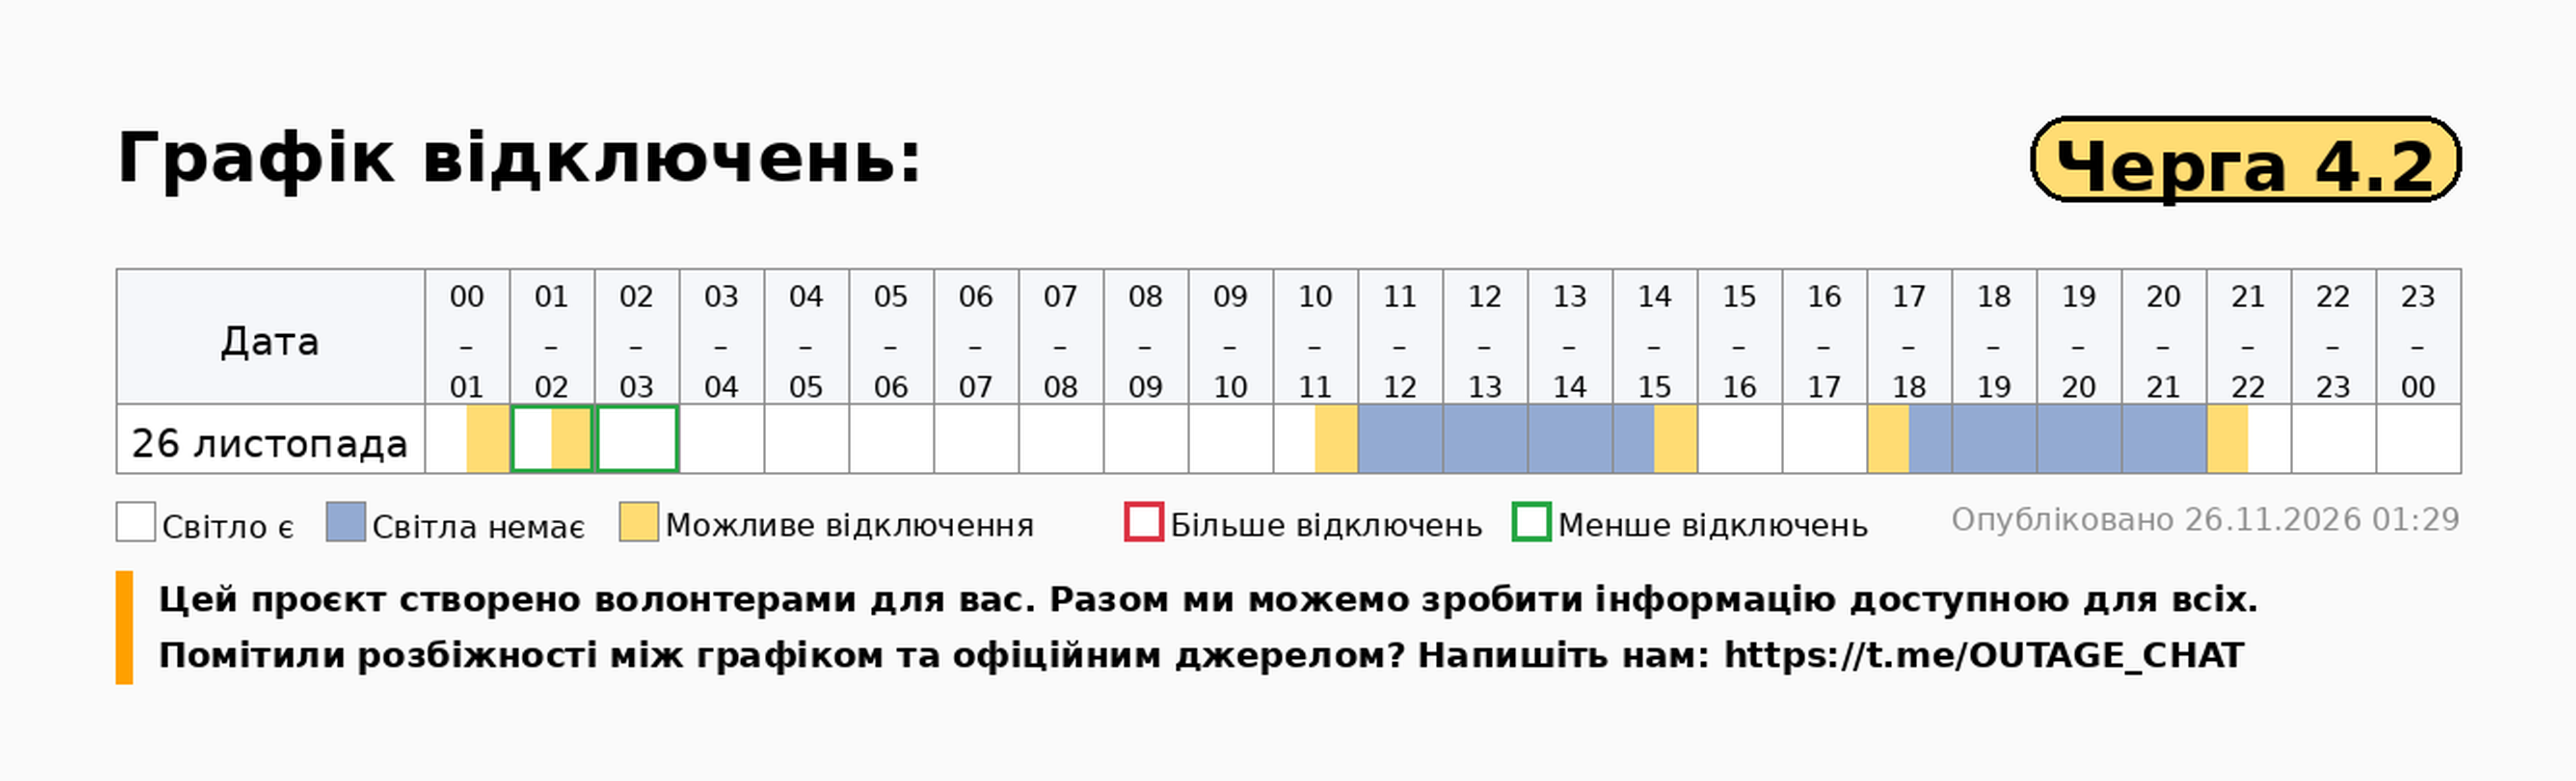 Графік відключень:
Черга 4.2
Дата 00 – 01 01 – 02 02 – 03 03 – 04 04 – 05 05 – 06 06 – 07 07 – 08 08 – 09 09 – 10 10 – 11 11 – 12 12 – 13 13 – 14 14 – 15 15 – 16 16 – 17 17 – 18 18 – 19 19 – 20 20 – 21 21 – 22 22 – 23 23 – 00
26 листопада
Світло є Світла немає Можливе відключення Більше відключень Менше відключень Опубліковано 26.11.2026 01:29
Цей проєкт створено волонтерами для вас. Разом ми можемо зробити інформацію доступною для всіх.
Помітили розбіжності між графіком та офіційним джерелом? Напишіть нам: https://t.me/OUTAGE_CHAT